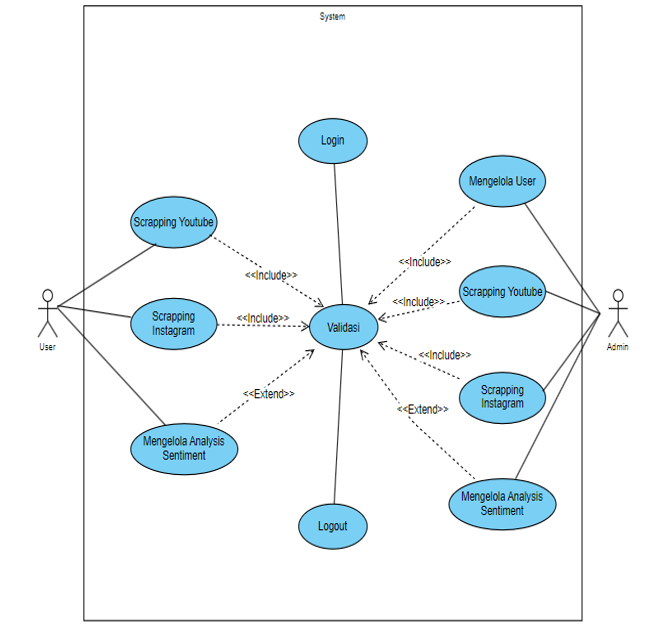 System
Login
Mengelola User
Scrapping Youtube
<<Include>>
<<Include>>
Scrapping Youtube
<<Include>>
Scrapping
Instagram
<<Include>>
Validasi
User
Admin
<<Include>>
Scrapping
Instagram
<<Extend>>
<<Extend>>
Mengelola Analysis
Sentiment
Mengelola Analysis
Sentiment
Logout